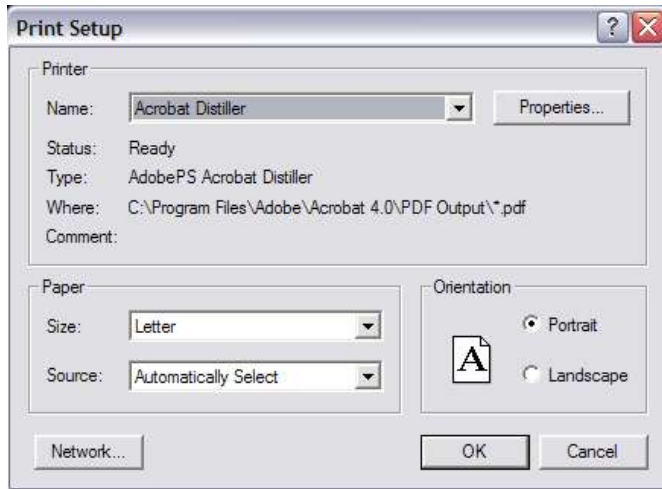 Print Setup
?
Printer
Name: Acrobat Distiller Properties...
Status: Ready
Type: AdobePS Acrobat Distiller
Where: C:\Program Files\Adobe\Acrobat 4.0\PDF Output\*.pdf
Comment:
Paper
Size: Letter
Source: Automatically Select
Orientation
A
Portrait
Landscape
Network... OK Cancel